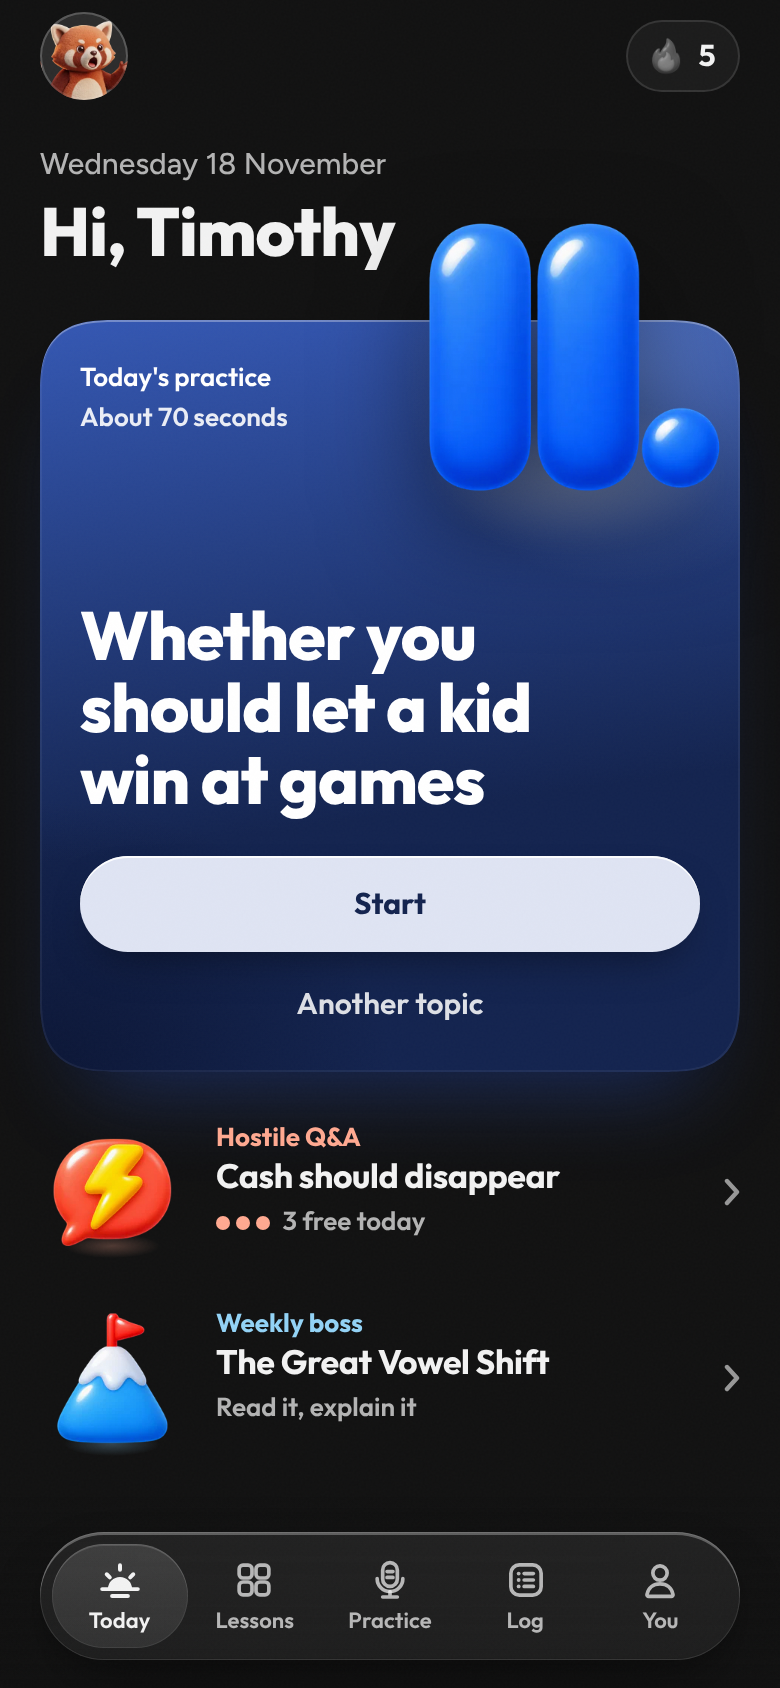 5
Wednesday 18 November
Hi, Timothy
Today's practice
About 70 seconds
Whether you
should let a kid
win at games
Start
Another topic
Hostile Q&A
Cash should disappear
3 free today
Weekly boss
The Great Vowel Shift
Read it, explain it
Today
Lessons
Practice
Log
You